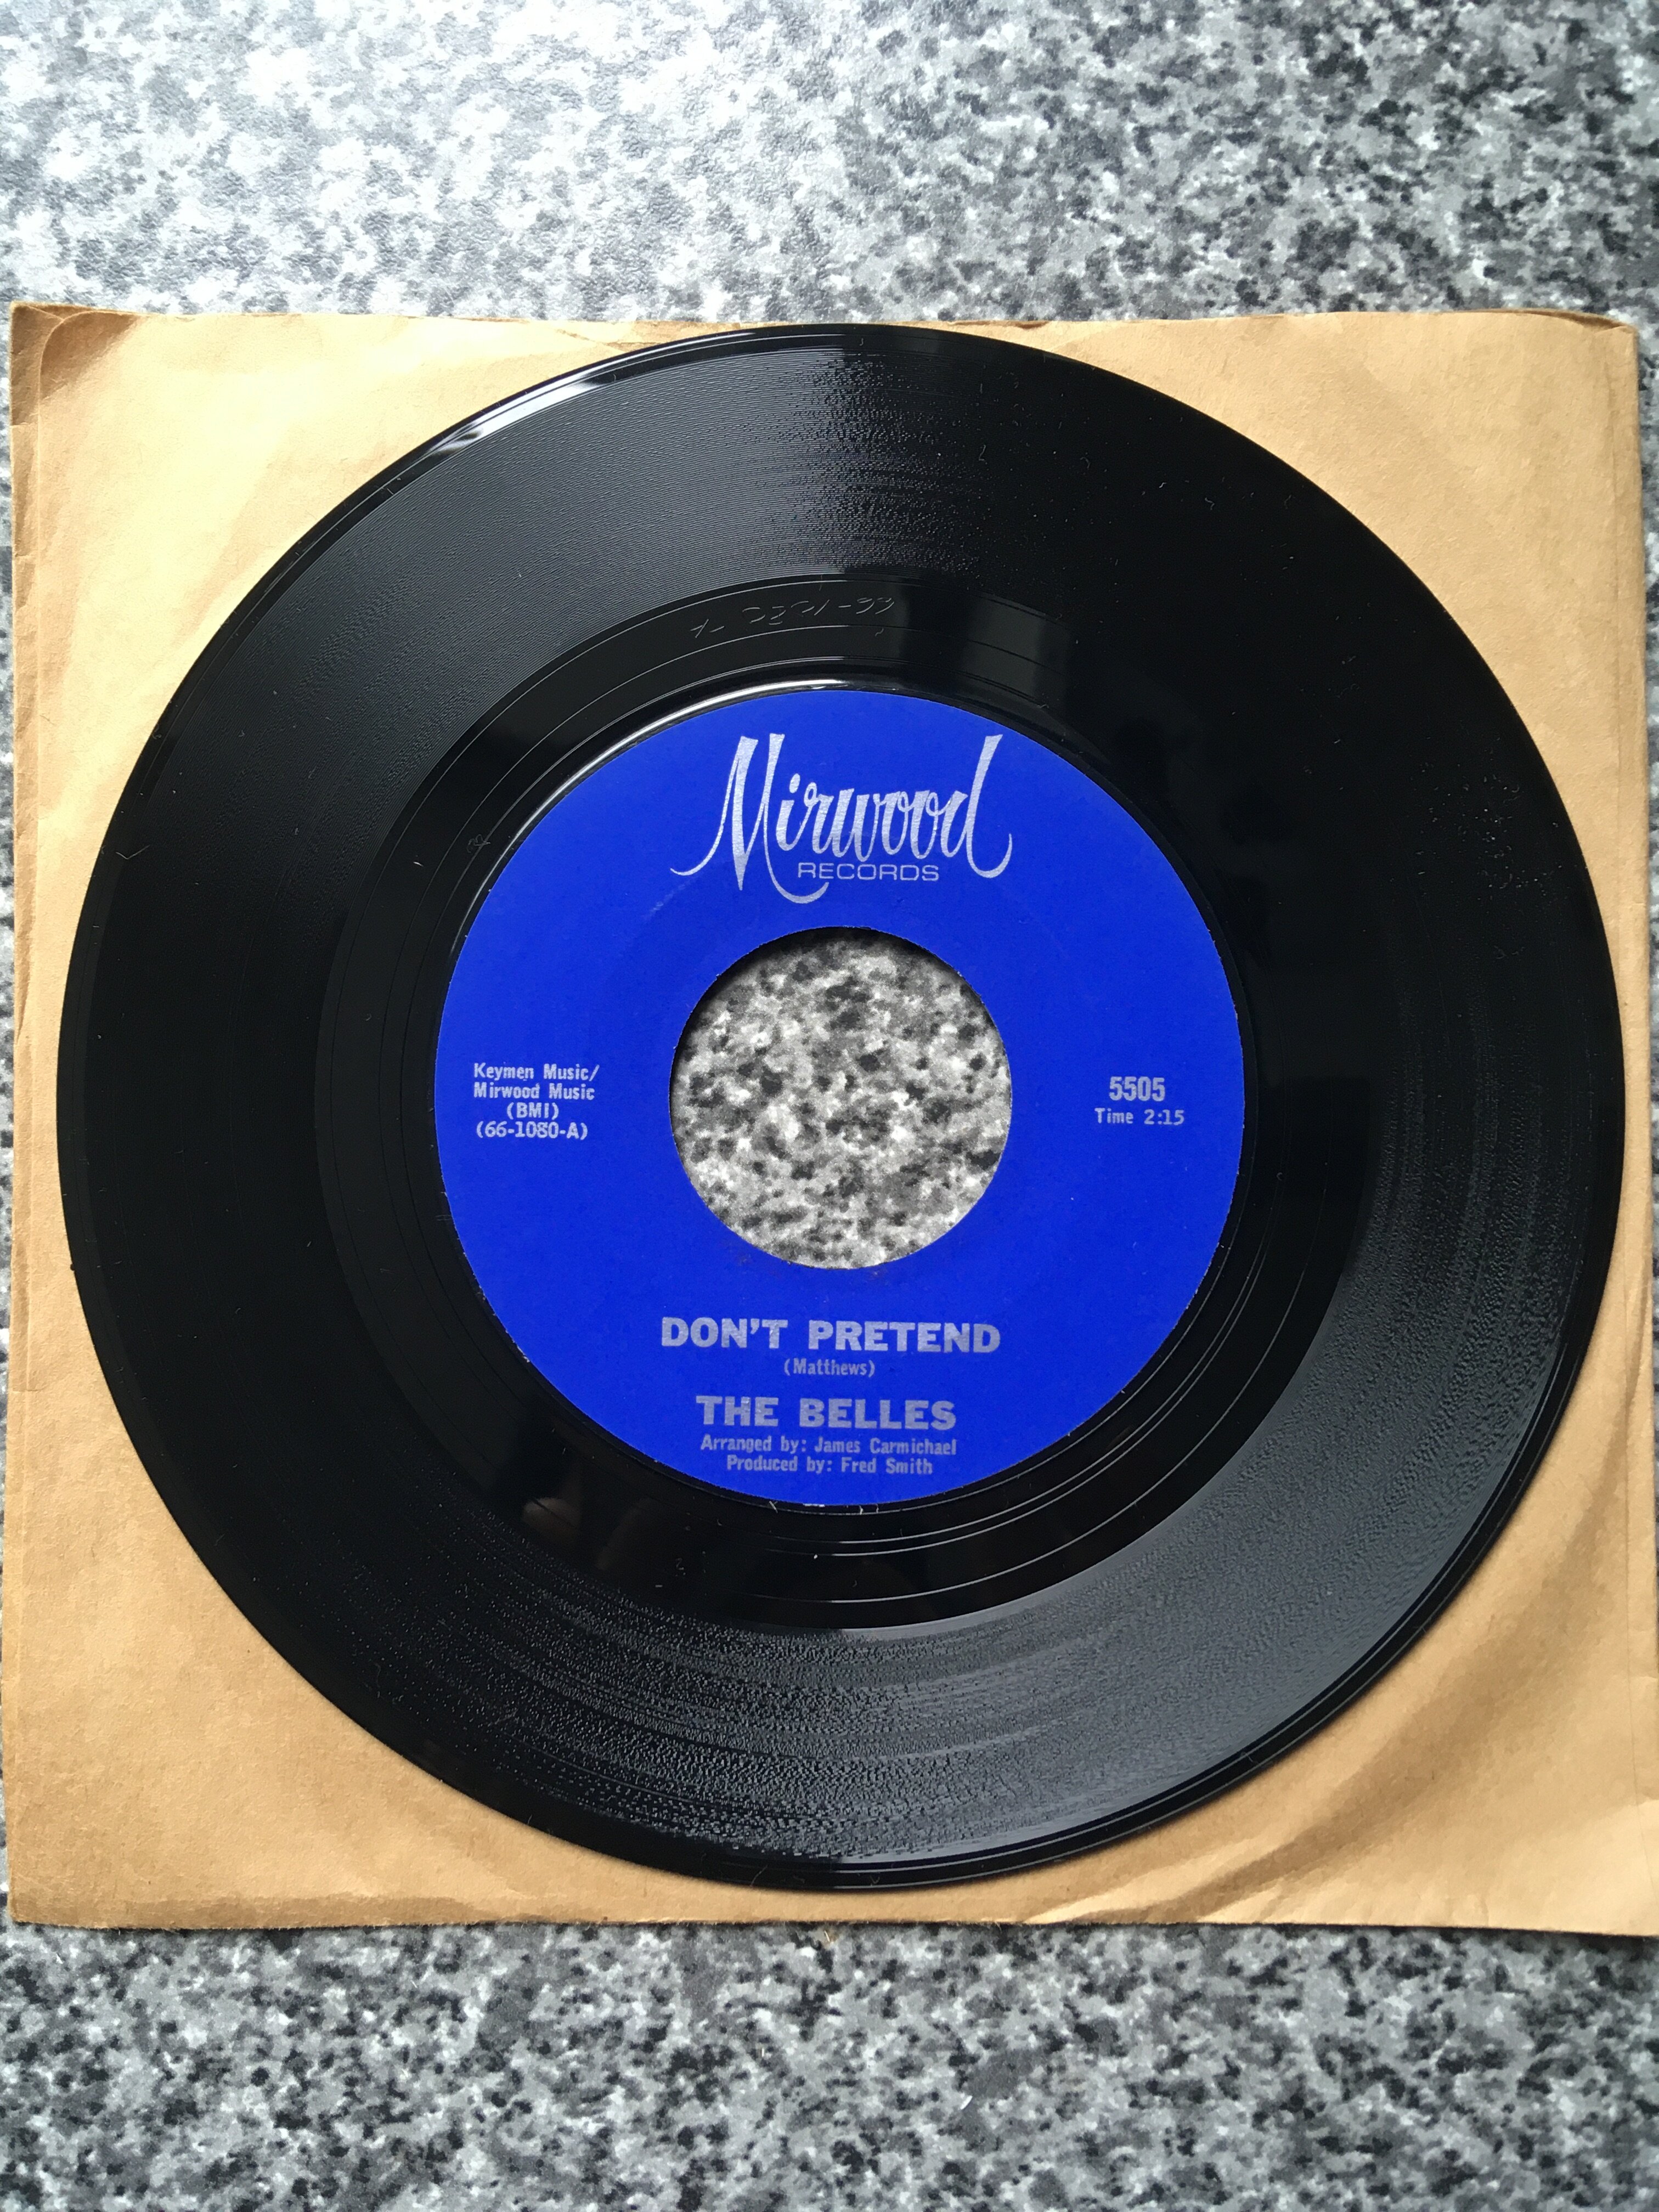 Mirwood
RECORDS
Keymen Music/
Mirwood Music
(BMI)
(66-1080-A)
5505
Time 2:15
DON'T PRETEND
(Matthews)
THE BELLES
Arranged by: James Carmichael
Produced by: Fred Smith